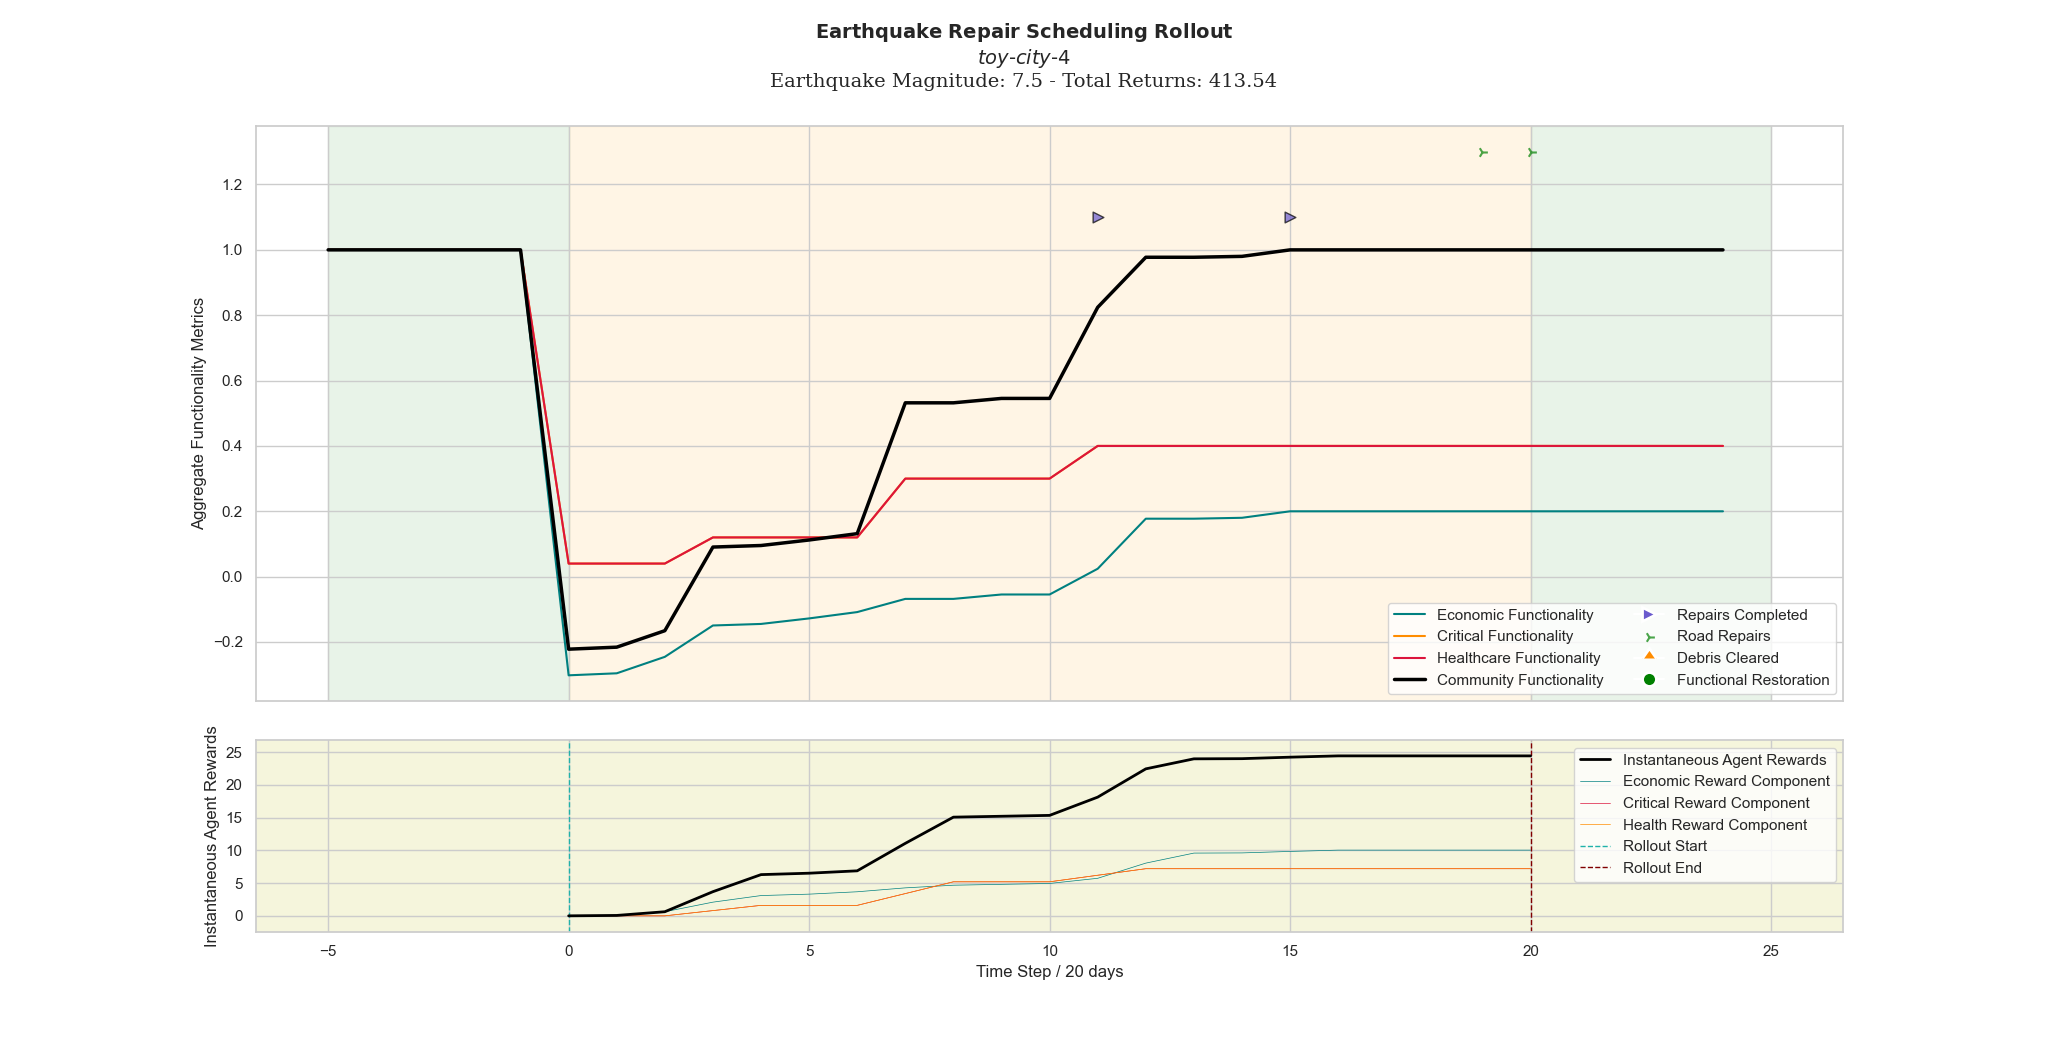 Earthquake Repair Scheduling Rollout
toy-city-4
Earthquake Magnitude: 7.5 - Total Returns: 413.54
Aggregate Functionality Metrics
1.2
1.0
0.8
0.6
0.4
0.2
0.0
−0.2
Economic Functionality
Critical Functionality
Healthcare Functionality
Community Functionality
Repairs Completed
Road Repairs
Debris Cleared
Functional Restoration
Instantaneous Agent Rewards
25
20
15
10
5
0
Instantaneous Agent Rewards
Economic Reward Component
Critical Reward Component
Health Reward Component
Rollout Start
Rollout End
−5 0 5 10 15 20 25
Time Step / 20 days